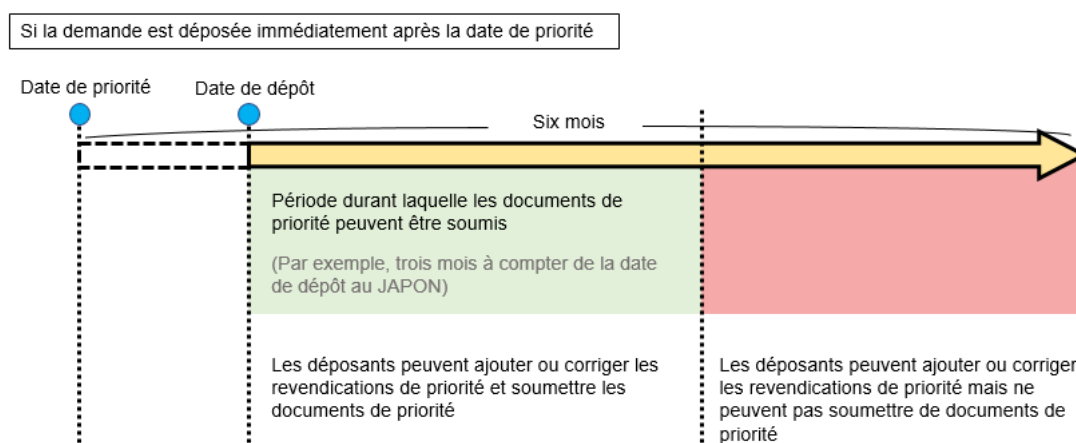 Si la demande est déposée immédiatement après la date de priorité
Date de priorité
Date de dépôt
Six mois
Période durant laquelle les documents de
priorité peuvent être soumis
(Par exemple, trois mois à compter de la date
de dépôt au JAPON)
Les déposants peuvent ajouter ou corriger les
revendications de priorité et soumettre les
documents de priorité
Les déposants peuvent ajouter ou corriger
les revendications de priorité mais ne
peuvent pas soumettre de documents de
priorité